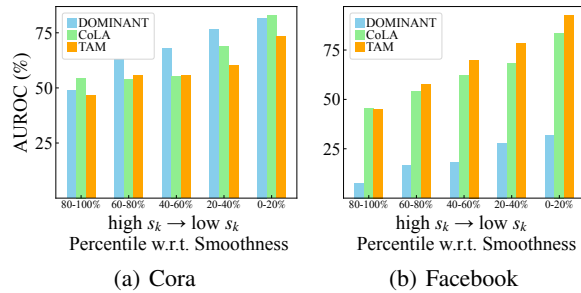 DOMINANT
CoLA
TAM
AUROC (%)
75
50
25
80-100% 60-80% 40-60% 20-40% 0-20%
high s_k → low s_k
Percentile w.r.t. Smoothness
(a) Cora
DOMINANT
CoLA
TAM
75
50
25
80-100% 60-80% 40-60% 20-40% 0-20%
high s_k → low s_k
Percentile w.r.t. Smoothness
(b) Facebook